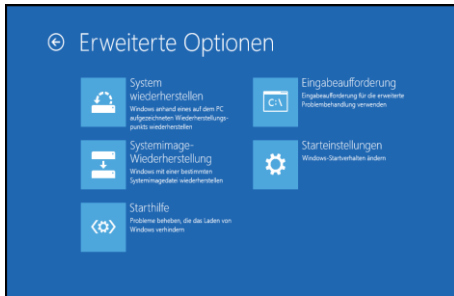 Erweiterte Optionen
System
wiederherstellen
Windows anhand eines auf dem PC
aufgezeichneten Wiederherstellungs-
punkts wiederherstellen
Systemimage-
Wiederherstellung
Windows mit einer bestimmten
Systemimagedatei wiederherstellen
Starthilfe
Probleme beheben, die das Laden von
Windows verhindern
Eingabeaufforderung
Eingabeaufforderung für die erweiterte
Problembehandlung verwenden
C:\
Starteinstellungen
Windows-Startverhalten ändern